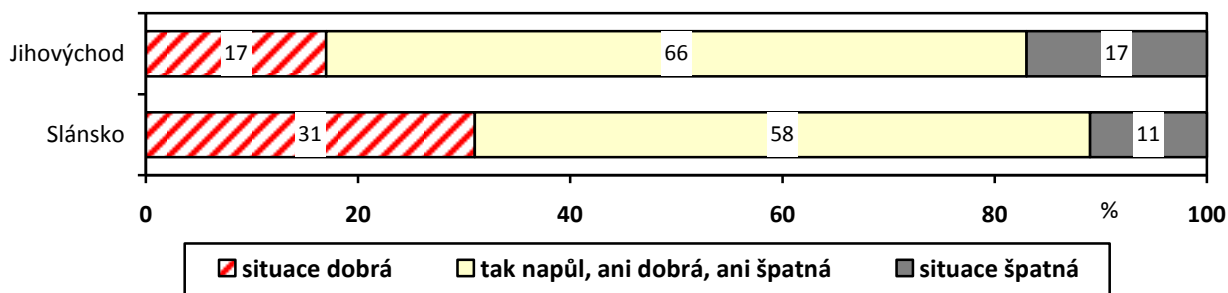 Jihovýchod 17 66 17
Slánsko 31 58 11
0 20 40 60 80 % 100
situace dobrá tak napůl, ani dobrá, ani špatná situace špatná